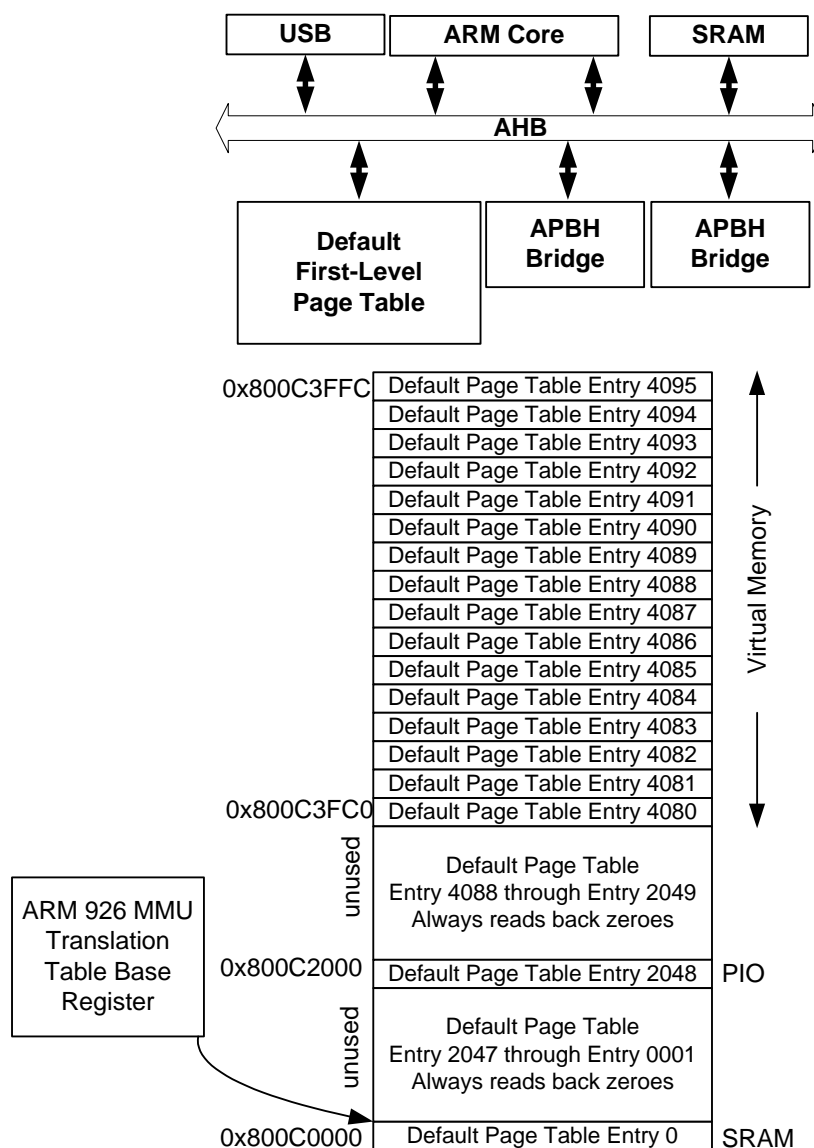 USB
ARM Core
SRAM
AHB
Default
First-Level
Page Table
APBH
Bridge
APBH
Bridge
0x800C3FFC
Default Page Table Entry 4095
Default Page Table Entry 4094
Default Page Table Entry 4093
Default Page Table Entry 4092
Default Page Table Entry 4091
Default Page Table Entry 4090
Default Page Table Entry 4089
Default Page Table Entry 4088
Default Page Table Entry 4087
Default Page Table Entry 4086
Default Page Table Entry 4085
Default Page Table Entry 4084
Default Page Table Entry 4083
Default Page Table Entry 4082
Default Page Table Entry 4081
0x800C3FC0
Default Page Table Entry 4080
Virtual Memory
unused
Default Page Table
Entry 4088 through Entry 2049
Always reads back zeroes
ARM 926 MMU
Translation
Table Base
Register
0x800C2000
Default Page Table Entry 2048
PIO
unused
Default Page Table
Entry 2047 through Entry 0001
Always reads back zeroes
0x800C0000
Default Page Table Entry 0
SRAM